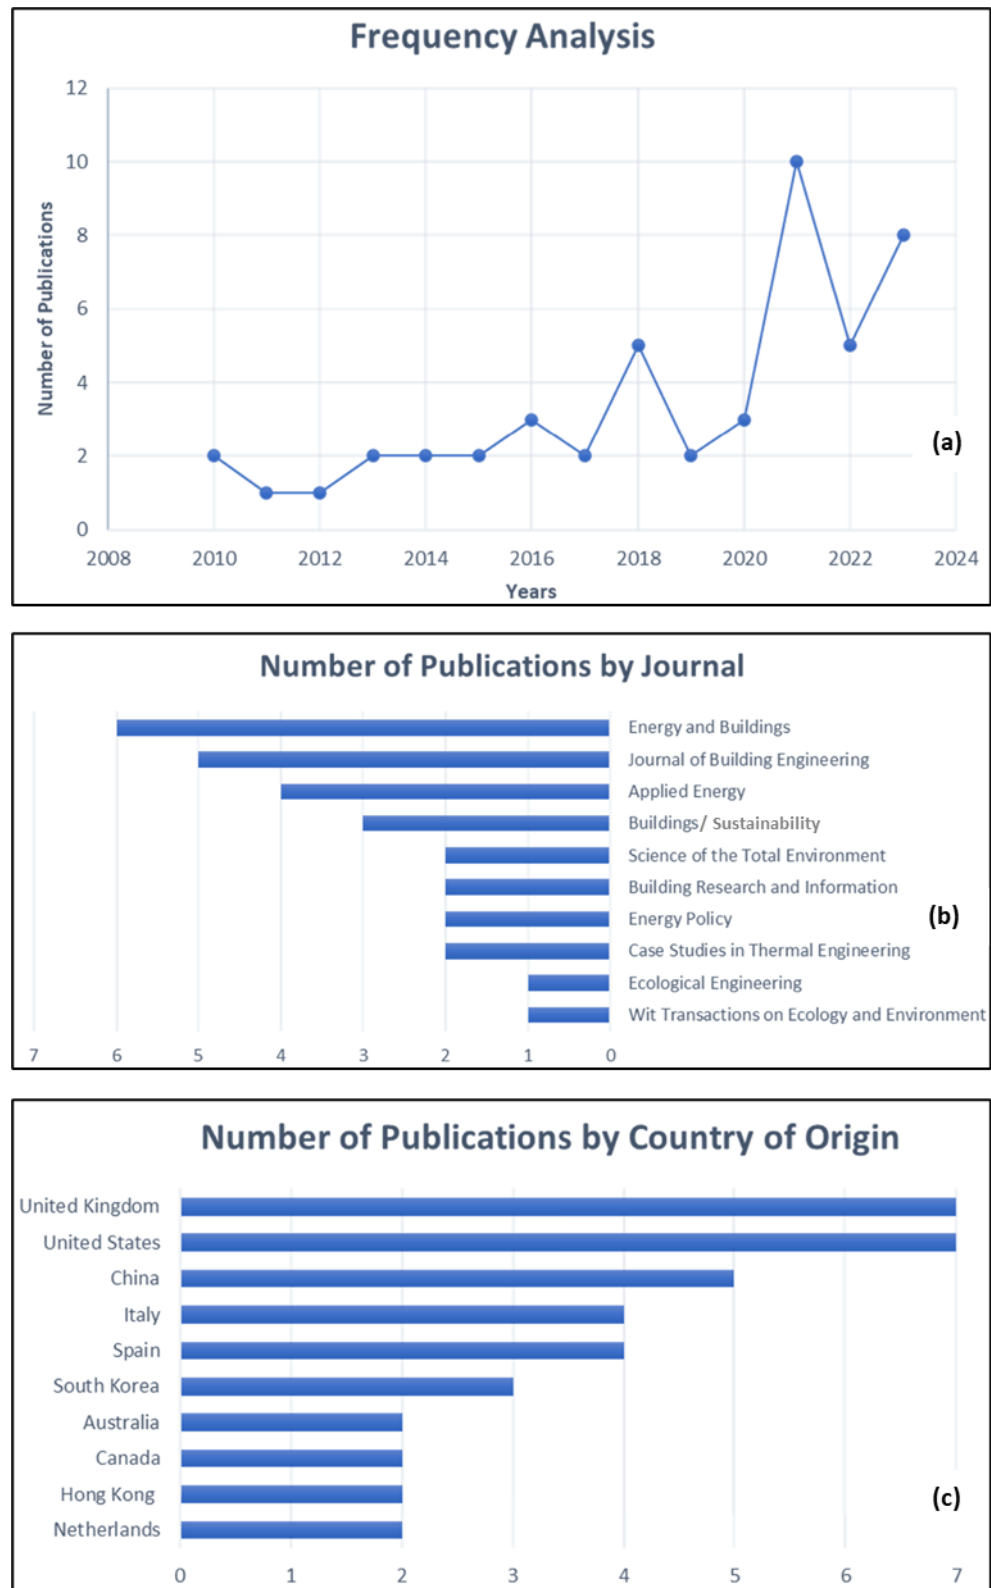 Frequency Analysis
12
10
8
6
4
2
0
Number of Publications
(a)
2008 2010 2012 2014 2016 2018 2020 2022 2024
Years
Number of Publications by Journal
Energy and Buildings
Journal of Building Engineering
Applied Energy
Buildings/ Sustainability
Science of the Total Environment
Building Research and Information
(b)
Energy Policy
Case Studies in Thermal Engineering
Ecological Engineering
Wit Transactions on Ecology and Environment
7 6 5 4 3 2 1 0
Number of Publications by Country of Origin
United Kingdom
United States
China
Italy
Spain
South Korea
Australia
Canada
Hong Kong
(c)
Netherlands
0 1 2 3 4 5 6 7